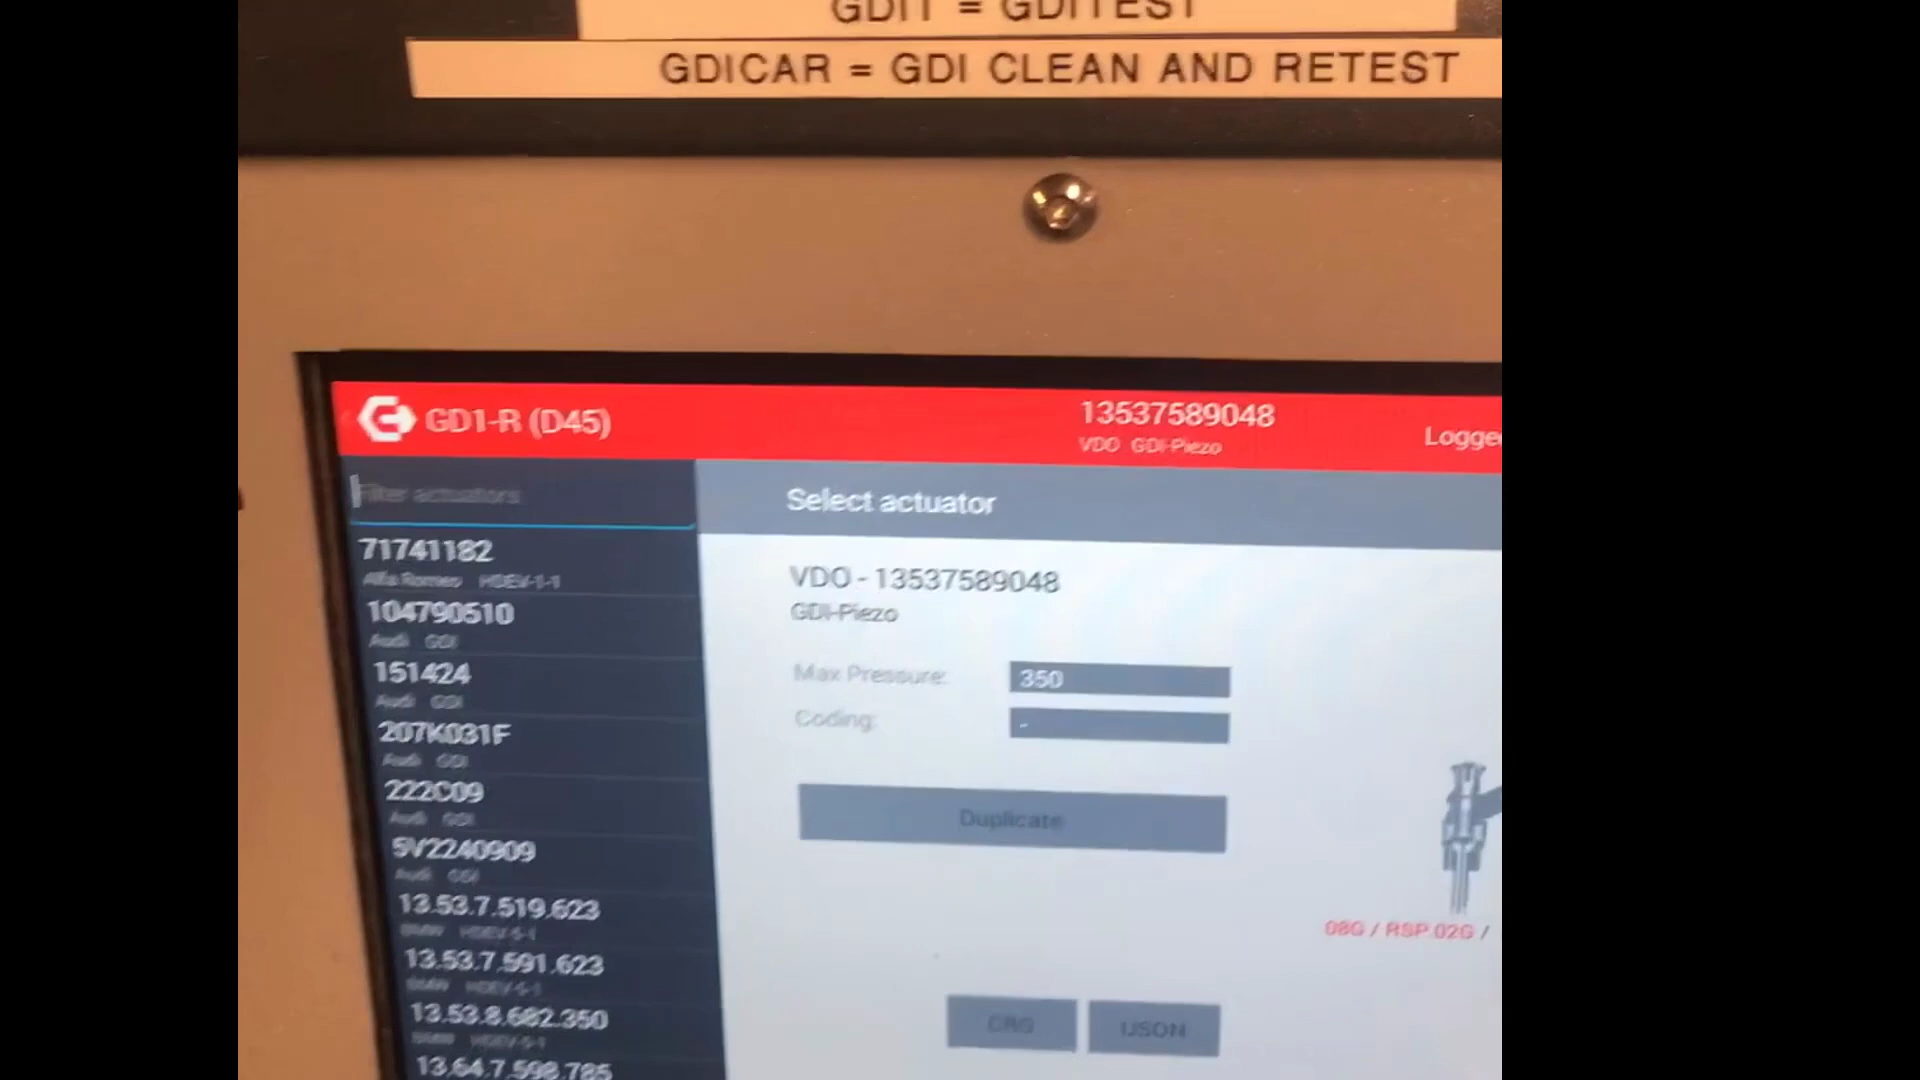 GDIT = GDITEST
GDICAR = GDI CLEAN AND RETEST
GD1-R (D45)
13537589048
VDO GDI-Piezo
Logged
Filter actuators
Select actuator
71741182
Alfa Romeo HDEV-1-1
104790510
Audi GDI
151424
Audi GDI
207K031F
Audi GDI
222C09
Audi GDI
5V2240909
Audi GDI
13.53.7.519.623
BMW HDEV-5-1
13.53.7.591.623
BMW HDEV-5-1
13.53.8.682.350
BMW HDEV-5-1
13.64.7.598.785
VDO - 13537589048
GDI-Piezo
Max Pressure: 350
Coding: -
Duplicate
08G / RSP 02G /
JSON